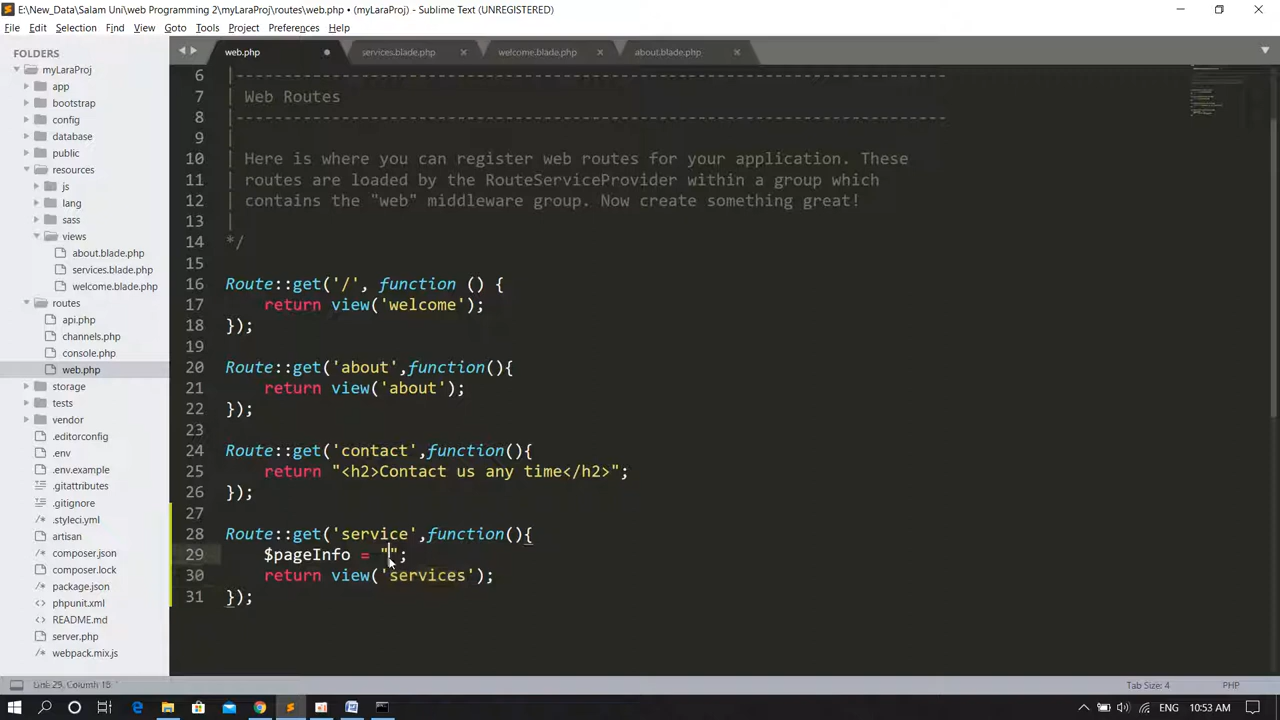 E:\New_Data\Salam Uni\web Programming 2\myLaraProj\routes\web.php • (myLaraProj) - Sublime Text (UNREGISTERED)
File Edit Selection Find View Goto Tools Project Preferences Help
FOLDERS
myLaraProj
app
bootstrap
config
database
public
resources
js
lang
sass
views
about.blade.php
services.blade.php
welcome.blade.php
routes
api.php
channels.php
console.php
web.php
storage
tests
vendor
.editorconfig
.env
.env.example
.gitattributes
.gitignore
.styleci.yml
artisan
composer.json
composer.lock
package.json
phpunit.xml
README.md
server.php
webpack.mix.js
web.php services.blade.php welcome.blade.php about.blade.php
6 |--------------------------------------------------------------------------
7 | Web Routes
8 |--------------------------------------------------------------------------
9 |
10 | Here is where you can register web routes for your application. These
11 | routes are loaded by the RouteServiceProvider within a group which
12 | contains the "web" middleware group. Now create something great!
13 |
14 */
15
16 Route::get('/', function () {
17 return view('welcome');
18 });
19
20 Route::get('about',function(){
21 return view('about');
22 });
23
24 Route::get('contact',function(){
25 return "<h2>Contact us any time</h2>";
26 });
27
28 Route::get('service',function(){
29 $pageInfo = "";
30 return view('services');
31 });
Line 29, Column 18
Tab Size: 4 PHP
ENG 10:53 AM